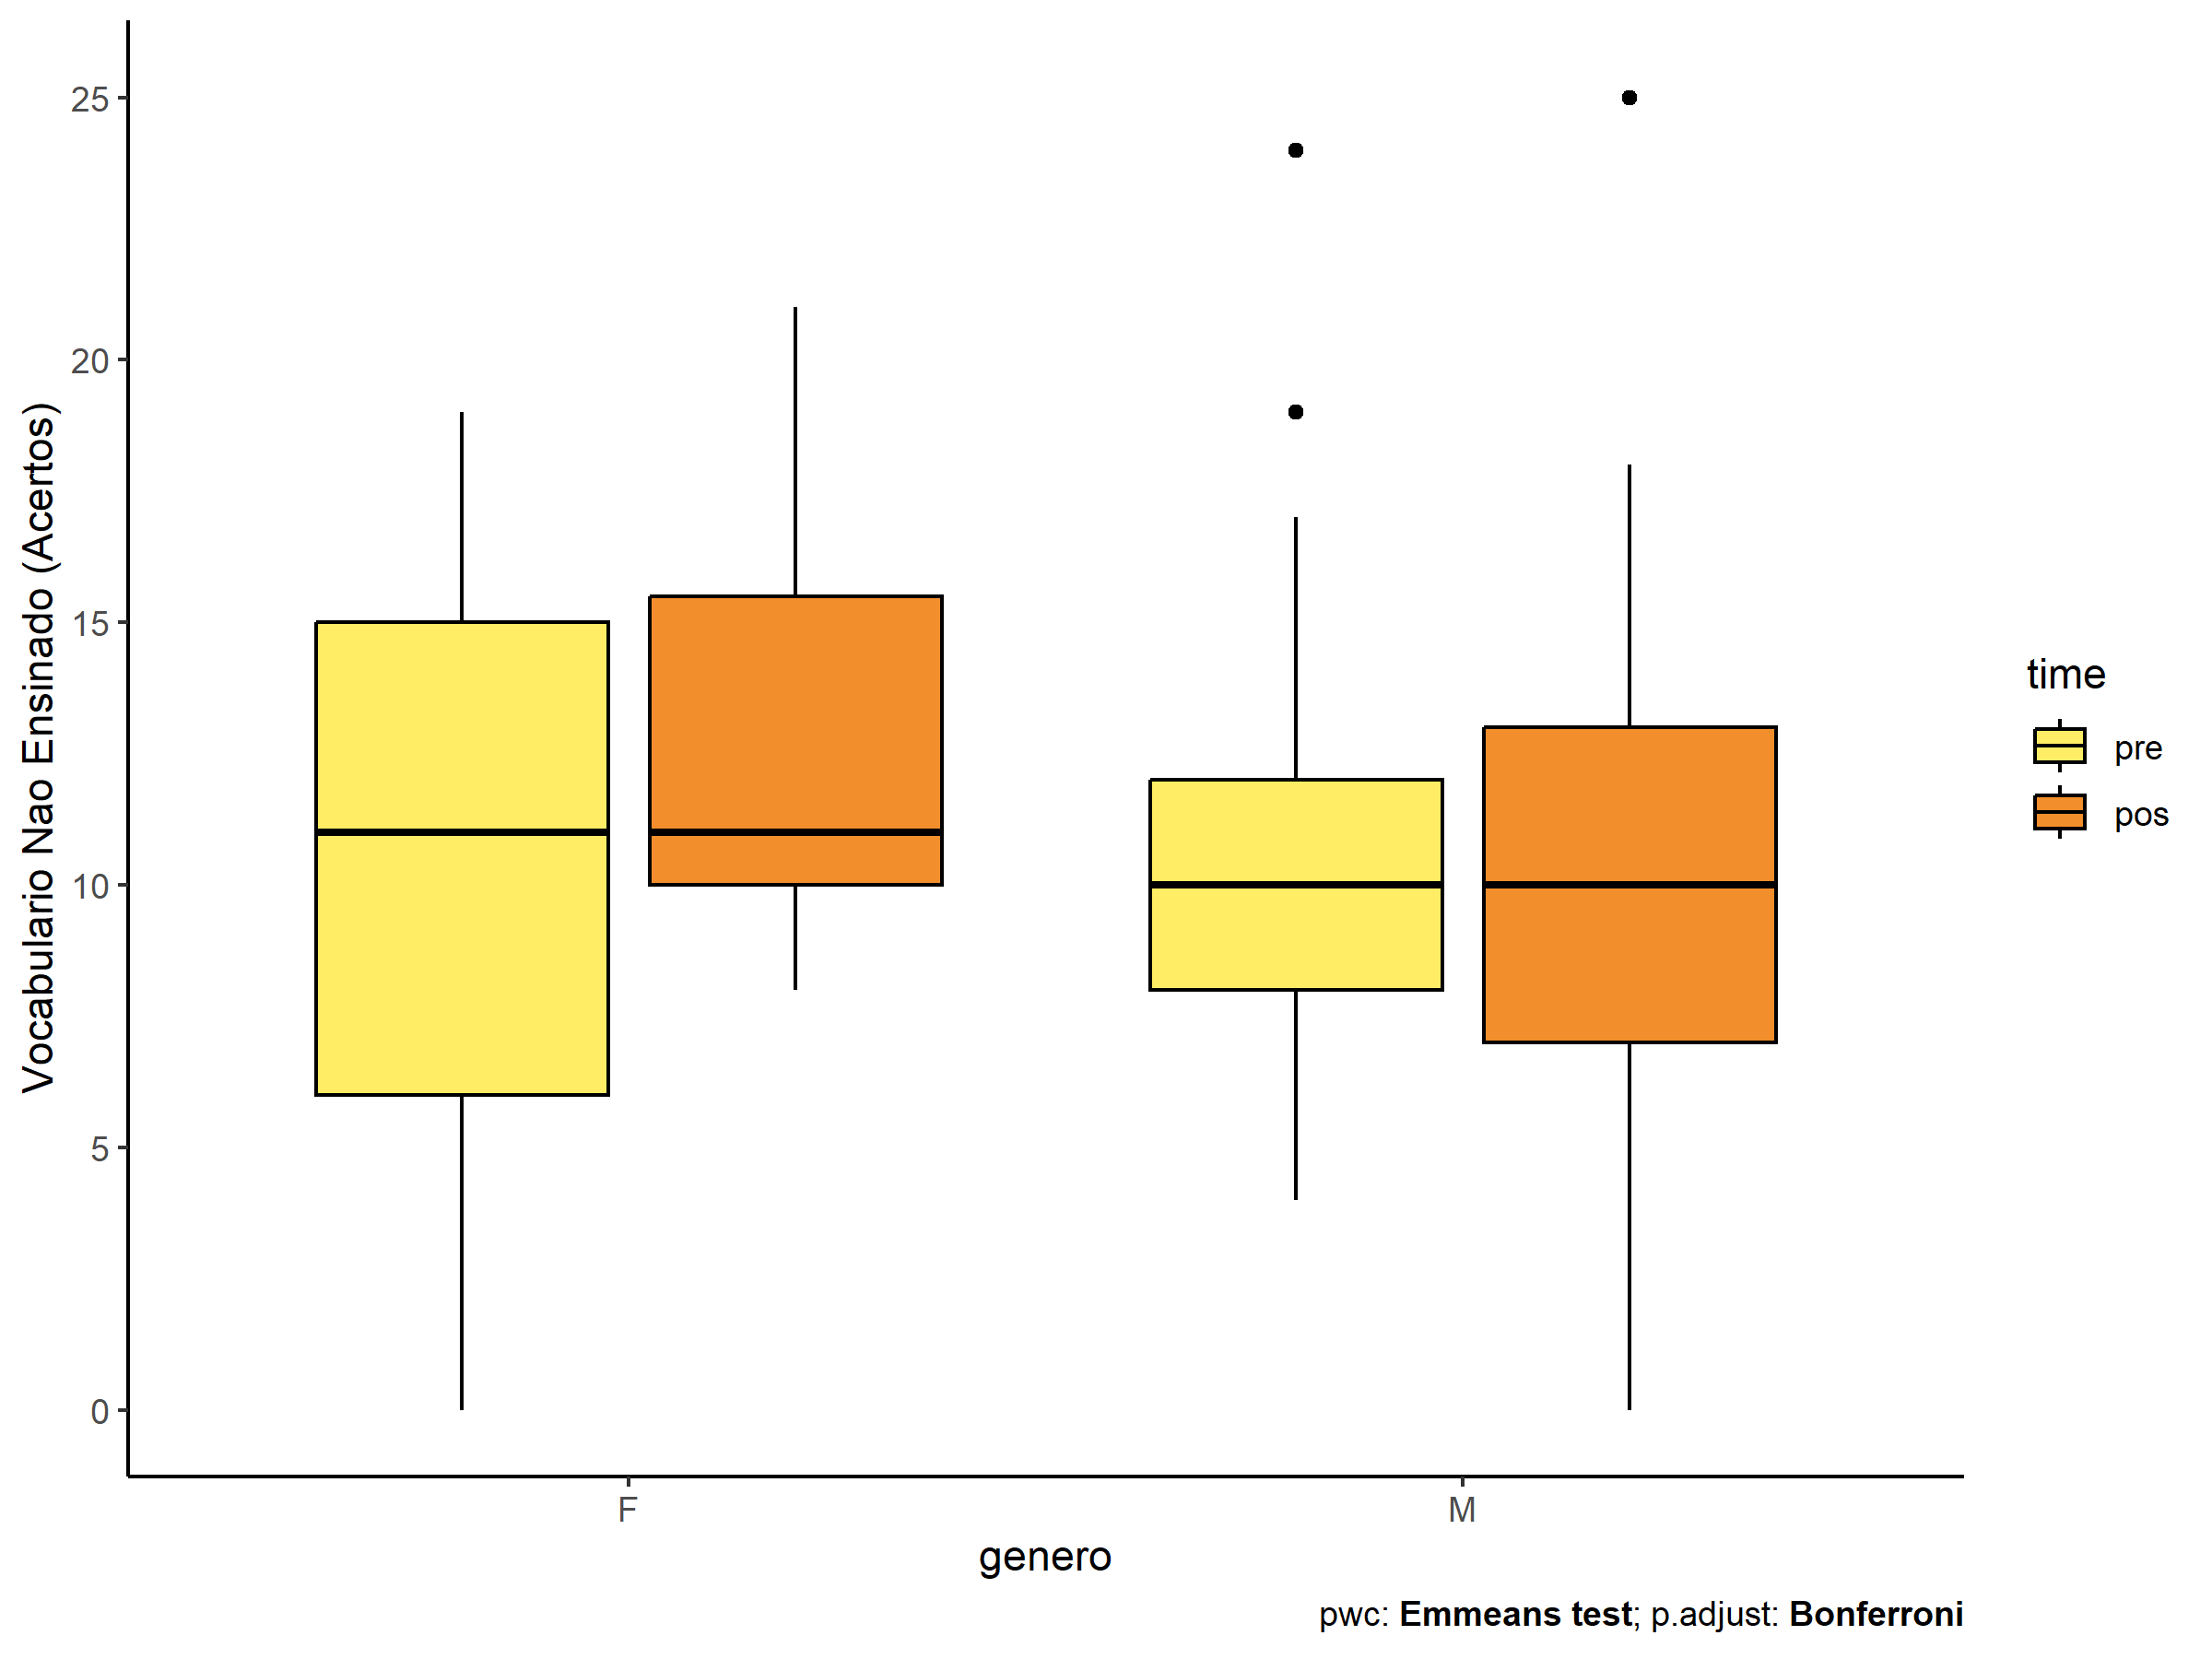 Vocabulario Nao Ensinado (Acertos)
25
20
15
10
5
0
F
M
genero
time
pre
pos
pwc: Emmeans test; p.adjust: Bonferroni